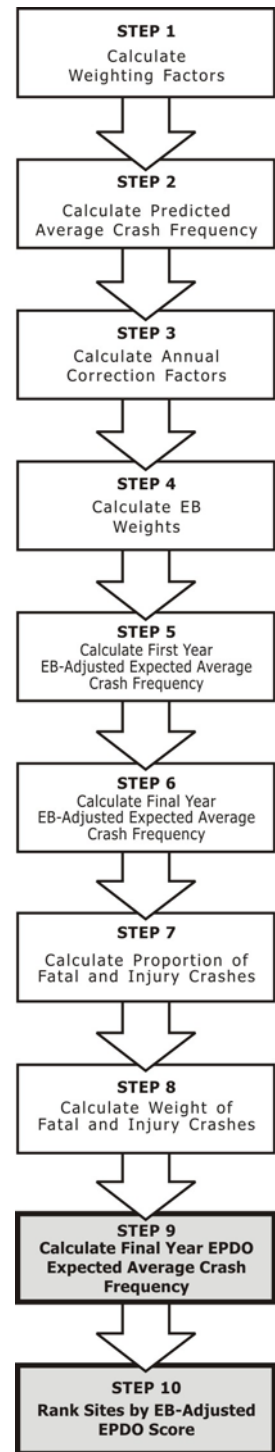 STEP 1
Calculate
Weighting Factors
STEP 2
Calculate Predicted
Average Crash Frequency
STEP 3
Calculate Annual
Correction Factors
STEP 4
Calculate EB
Weights
STEP 5
Calculate First Year
EB-Adjusted Expected Average
Crash Frequency
STEP 6
Calculate Final Year
EB-Adjusted Expected Average
Crash Frequency
STEP 7
Calculate Proportion of
Fatal and Injury Crashes
STEP 8
Calculate Weight of
Fatal and Injury Crashes
STEP 9
Calculate Final Year EPDO
Expected Average Crash
Frequency
STEP 10
Rank Sites by EB-Adjusted
EPDO Score